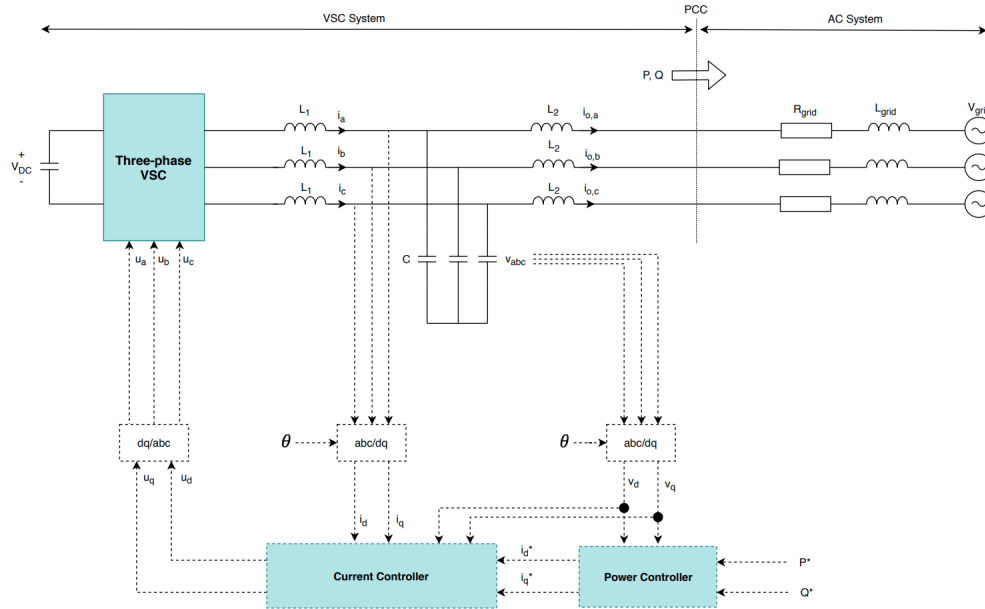 VSC System
PCC
AC System
P, Q
L1
ia
L2
io,a
Rgrid
Lgrid
Vgri
+
VDC
-
Three-phase
VSC
L1
ib
L2
io,b
L1
ic
L2
io,c
ua
ub
uc
C
vabc
dq/abc
θ
abc/dq
θ
abc/dq
uq
ud
vd
vq
id
iq
Current Controller
id*
iq*
Power Controller
P*
Q*